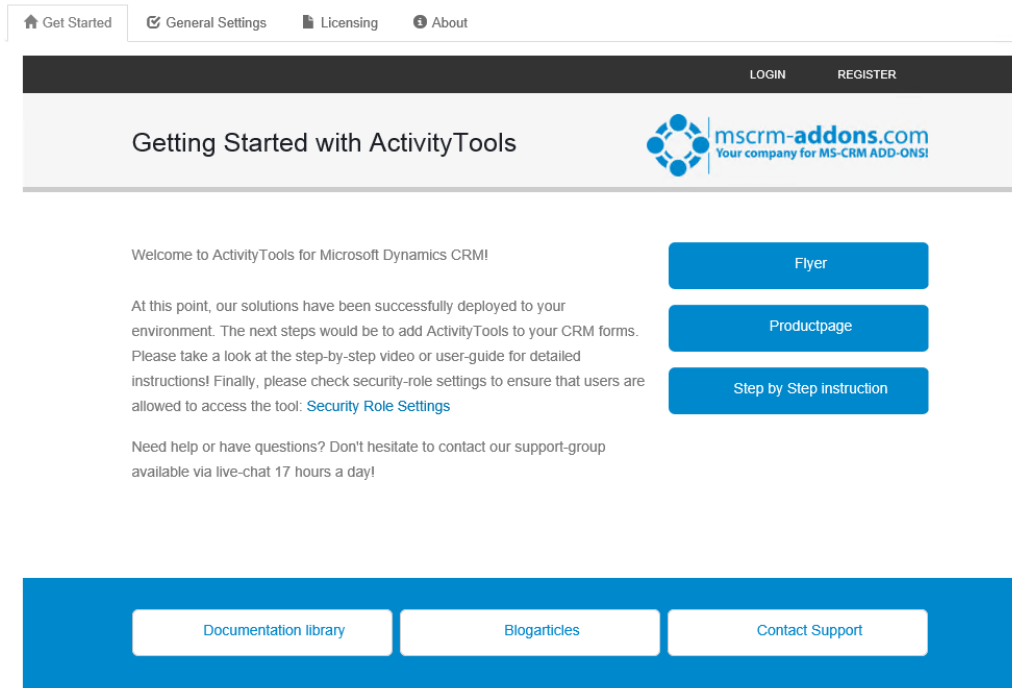 Get Started General Settings Licensing About
LOGIN REGISTER
Getting Started with ActivityTools
mscrm-addons.com
Your company for MS-CRM ADD-ONS!
Welcome to ActivityTools for Microsoft Dynamics CRM!
At this point, our solutions have been successfully deployed to your
environment. The next steps would be to add ActivityTools to your CRM forms.
Please take a look at the step-by-step video or user-guide for detailed
instructions! Finally, please check security-role settings to ensure that users are
allowed to access the tool: Security Role Settings
Need help or have questions? Don't hesitate to contact our support-group
available via live-chat 17 hours a day!
Flyer
Productpage
Step by Step instruction
Documentation library Blogarticles Contact Support